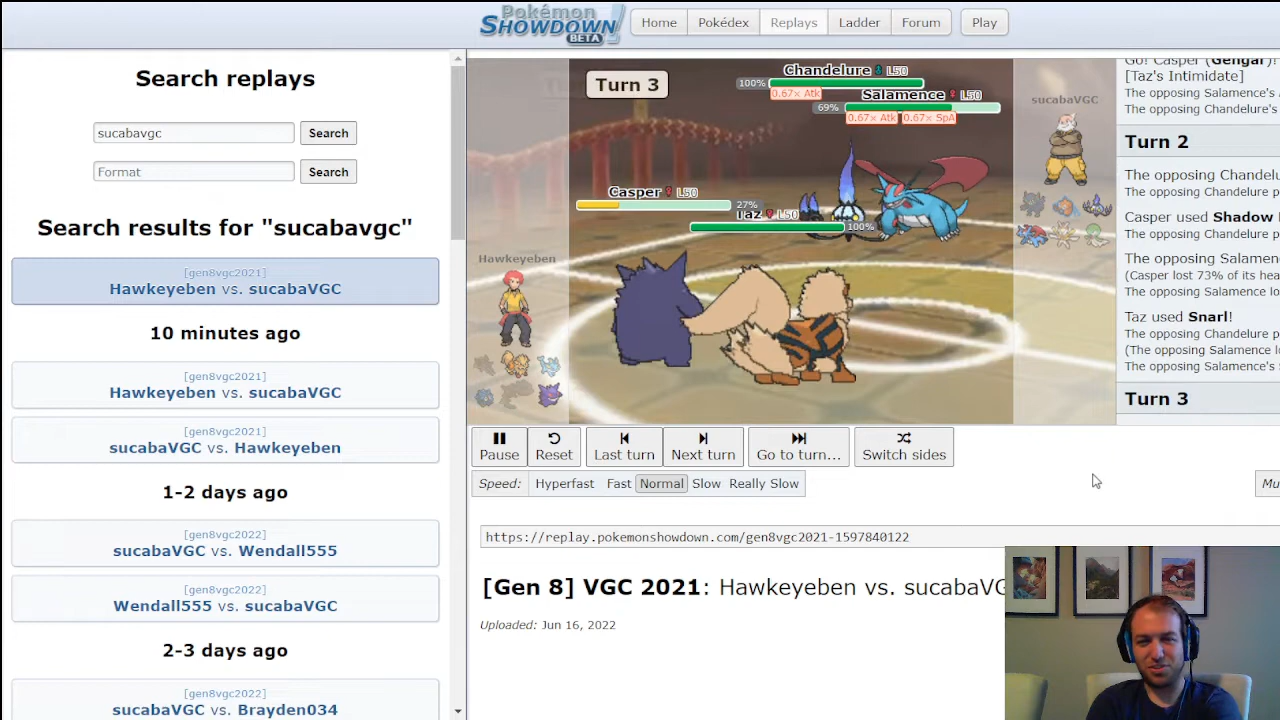 Pokémon
SHOWDOWN!
BETA
Home
Pokédex
Replays
Ladder
Forum
Play
Search replays
sucabavgc
Search
Format
Search
Search results for "sucabavgc"
[gen8vgc2021]
Hawkeyeben vs. sucabaVGC
10 minutes ago
[gen8vgc2021]
Hawkeyeben vs. sucabaVGC
[gen8vgc2021]
sucabaVGC vs. Hawkeyeben
1-2 days ago
[gen8vgc2022]
sucabaVGC vs. Wendall555
[gen8vgc2022]
Wendall555 vs. sucabaVGC
2-3 days ago
[gen8vgc2022]
sucabaVGC vs. Brayden034
Turn 3
Chandelure L50
100%
0.67× Atk
Salamence L50
69%
0.67× Atk 0.67× SpA
Casper L50
27%
Taz L50
100%
Hawkeyeben
sucabaVGC
Go! Casper (Gengar)!
[Taz's Intimidate]
The opposing Salamence's
The opposing Chandelure's
Turn 2
The opposing Chandelu
The opposing Chandelure p
Casper used Shadow
The opposing Chandelure p
The opposing Salamenc
(Casper lost 73% of its hea
The opposing Salamence lo
Taz used Snarl!
The opposing Chandelure p
(The opposing Salamence l
The opposing Salamence's
Turn 3
Pause
Reset
Last turn
Next turn
Go to turn...
Switch sides
Speed:
Hyperfast
Fast
Normal
Slow
Really Slow
Mu
https://replay.pokemonshowdown.com/gen8vgc2021-1597840122
[Gen 8] VGC 2021: Hawkeyeben vs. sucabaVG
Uploaded: Jun 16, 2022